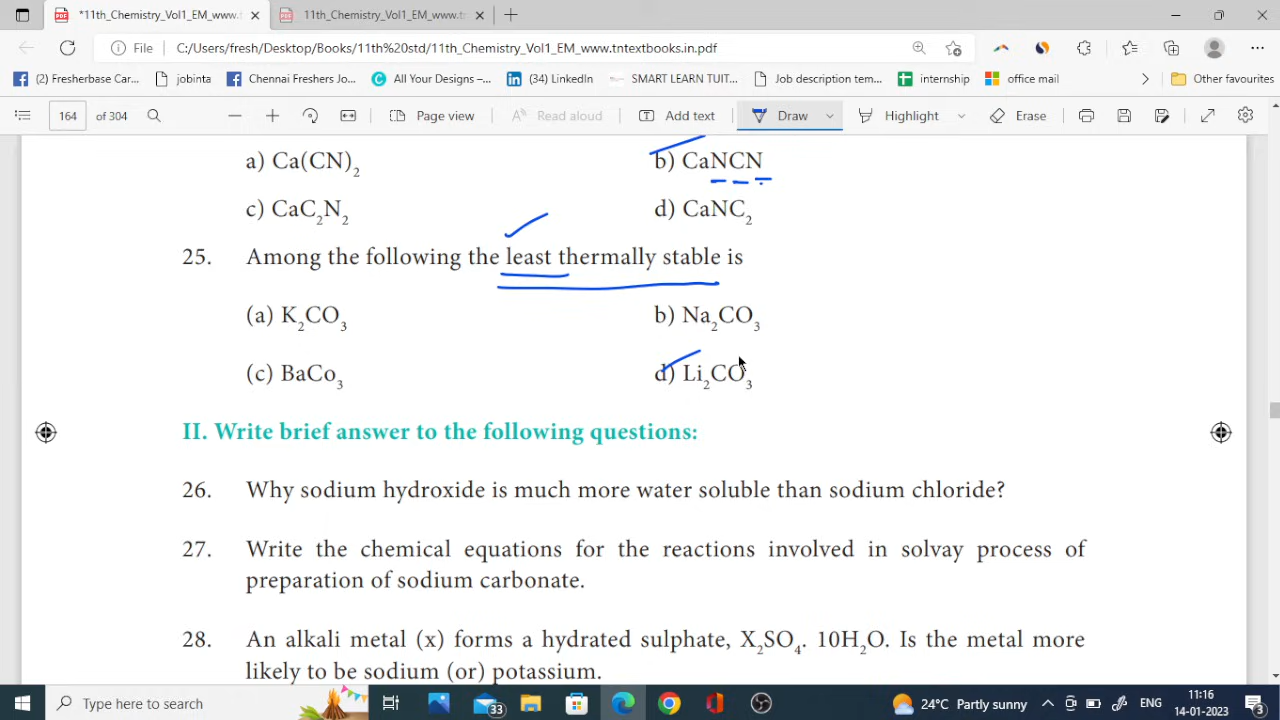 *11th_Chemistry_Vol1_EM_www.
11th_Chemistry_Vol1_EM_www.t
File C:/Users/fresh/Desktop/Books/11th%20std/11th_Chemistry_Vol1_EM_www.tntextbooks.in.pdf
(2) Fresherbase Car... jobinta Chennai Freshers Jo... All Your Designs –... (34) LinkedIn SMART LEARN TUIT... Job description tem... internship office mail Other favourites
164 of 304 Page view Read aloud Add text Draw Highlight Erase
a) Ca(CN)₂ b) CaNCN
c) CaC₂N₂ d) CaNC₂
25. Among the following the least thermally stable is
(a) K₂CO₃ b) Na₂CO₃
(c) BaCo₃ d) Li₂CO₃
II. Write brief answer to the following questions:
26. Why sodium hydroxide is much more water soluble than sodium chloride?
27. Write the chemical equations for the reactions involved in solvay process of
preparation of sodium carbonate.
28. An alkali metal (x) forms a hydrated sulphate, X₂SO₄. 10H₂O. Is the metal more
likely to be sodium (or) potassium.
Type here to search 33 24°C Partly sunny ENG 11:16
14-01-2023 3